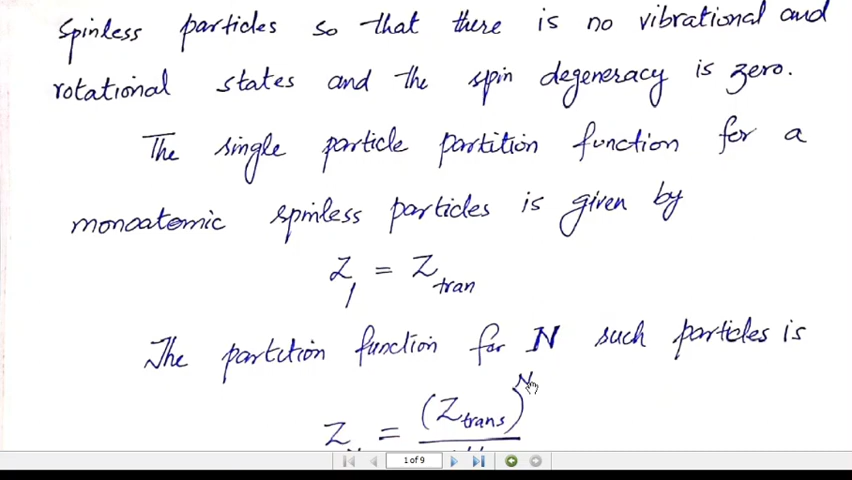 spinless particles so that there is no vibrational and
rotational states and the spin degeneracy is zero.
The single particle partition function for a
monoatomic spinless particles is given by
Z₁ = Z_tran
The partition function for N such particles is
Z = (Z_trans)^N
1 of 9